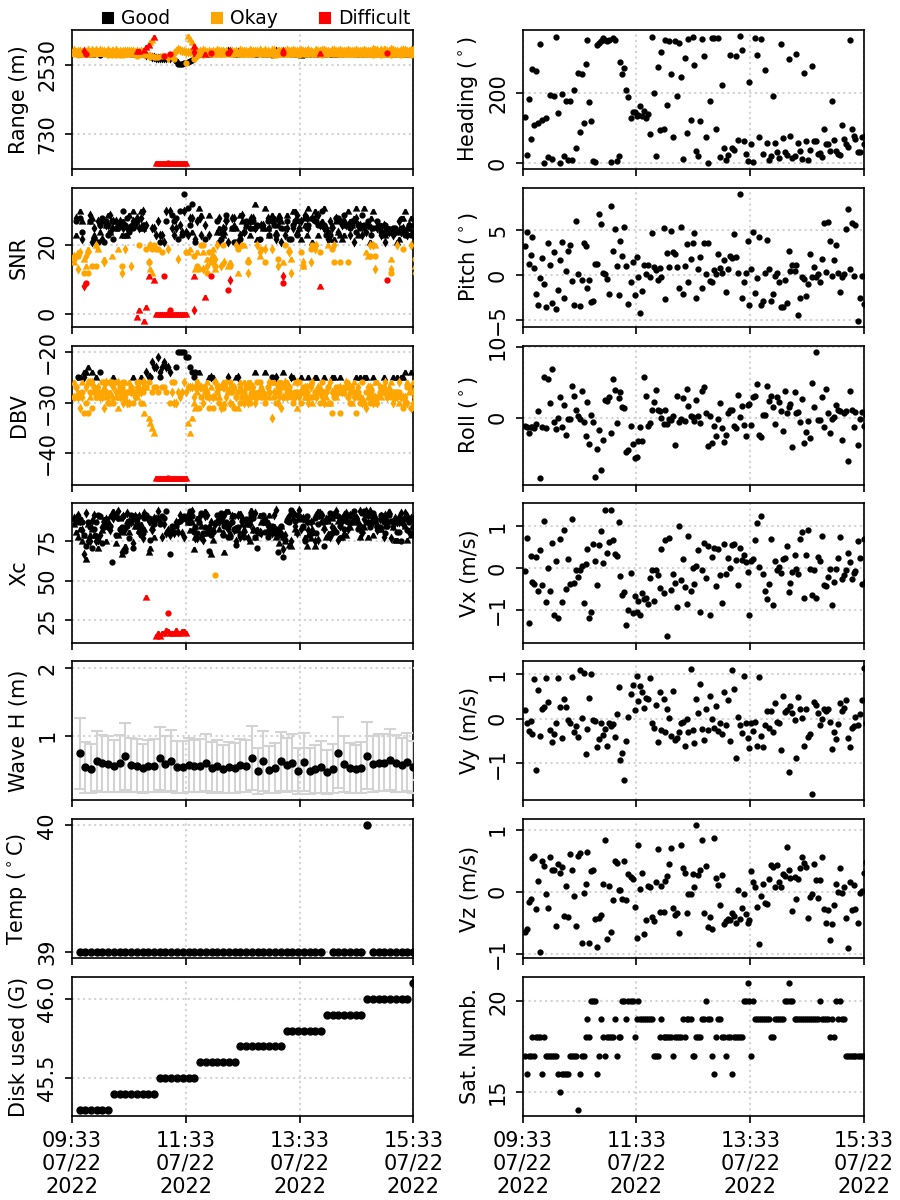 Good Okay Difficult
Range (m)
2530
730
Heading (°)
200
0
SNR
20
0
Pitch (°)
5
0
−5
DBV
−20
−30
−40
Roll (°)
10
0
Xc
75
50
25
Vx (m/s)
1
0
−1
Wave H (m)
2
1
Vy (m/s)
1
0
−1
Temp (°C)
40
39
Vz (m/s)
1
0
−1
Disk used (G)
46.0
45.5
Sat. Numb.
20
15
09:33 11:33 13:33 15:33
07/22 07/22 07/22 07/22
2022 2022 2022 2022
09:33 11:33 13:33 15:33
07/22 07/22 07/22 07/22
2022 2022 2022 2022